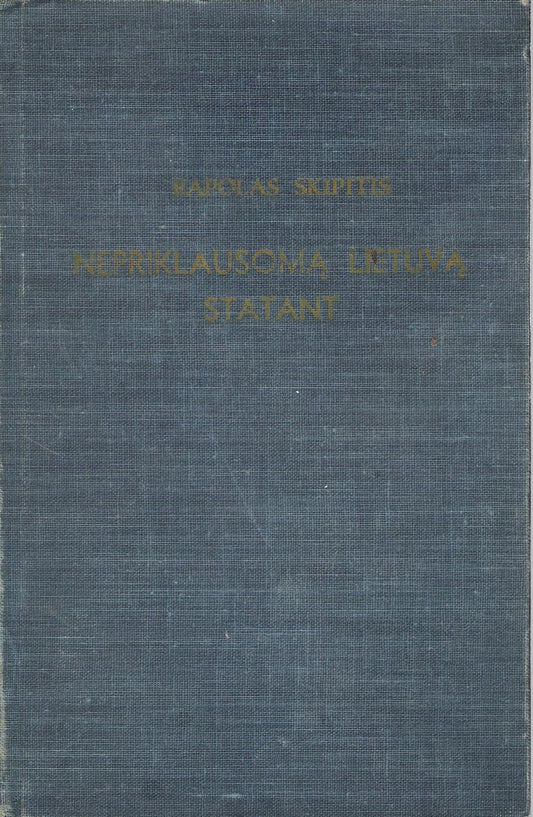 RAPOLAS SKIPITIS
NEPRIKLAUSOMĄ LIETUVĄ
STATANT